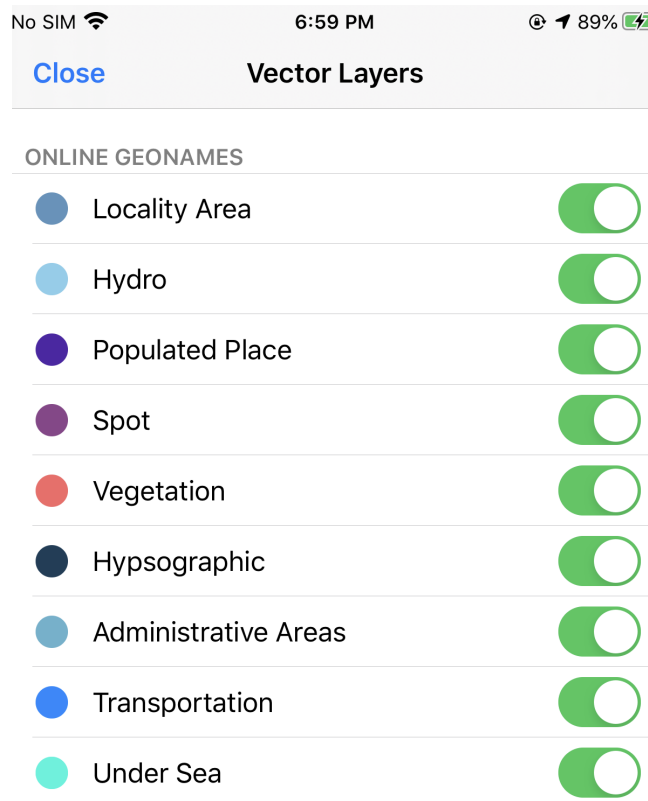 No SIM 6:59 PM 89%
Close Vector Layers
ONLINE GEONAMES
Locality Area
Hydro
Populated Place
Spot
Vegetation
Hypsographic
Administrative Areas
Transportation
Under Sea